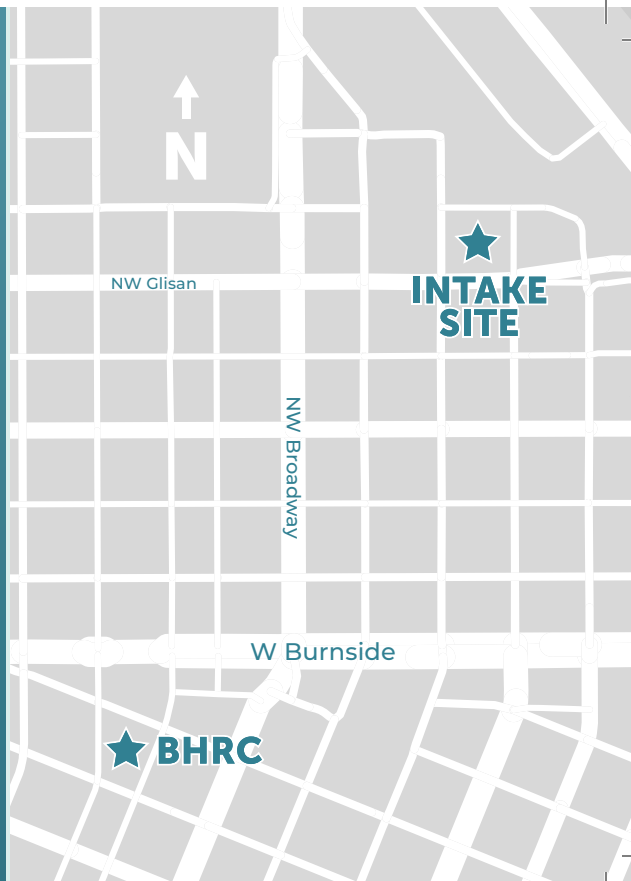 N
NW Glisan
INTAKE
SITE
NW Broadway
W Burnside
BHRC